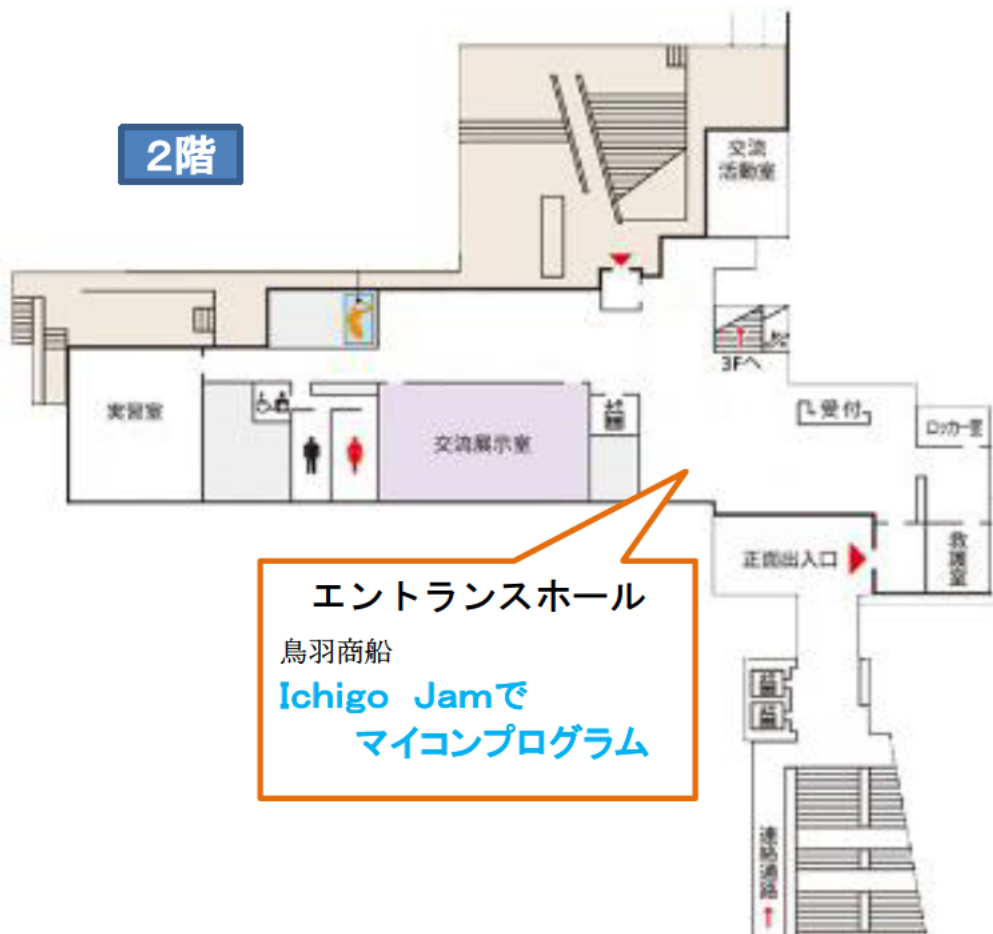 2階
交流
活動室
3Fへ
実習室
交流展示室
受付
ロッカー室
正面出入口
救護室
エントランスホール
鳥羽商船
Ichigo Jamで
マイコンプログラム
連絡通路